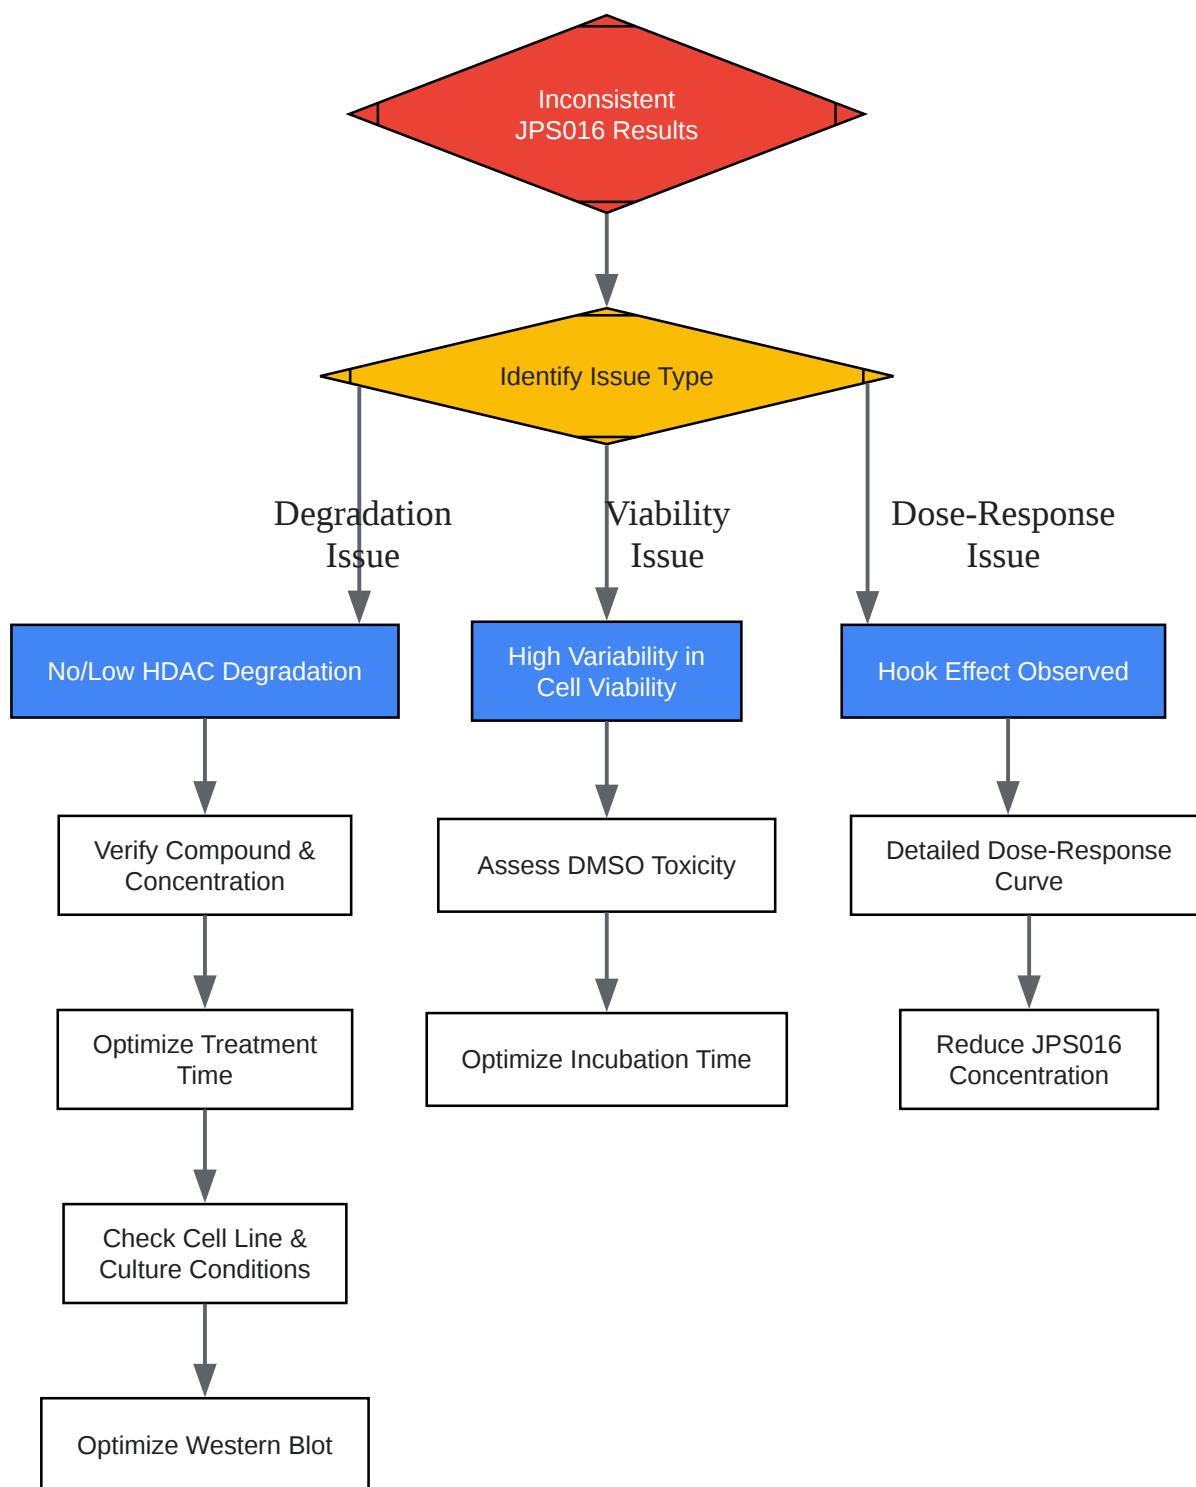 Inconsistent
JPS016 Results
Identify Issue Type
Degradation
Issue
Viability
Issue
Dose-Response
Issue
No/Low HDAC Degradation
High Variability in
Cell Viability
Hook Effect Observed
Verify Compound &
Concentration
Assess DMSO Toxicity
Detailed Dose-Response
Curve
Optimize Treatment
Time
Optimize Incubation Time
Reduce JPS016
Concentration
Check Cell Line &
Culture Conditions
Optimize Western Blot